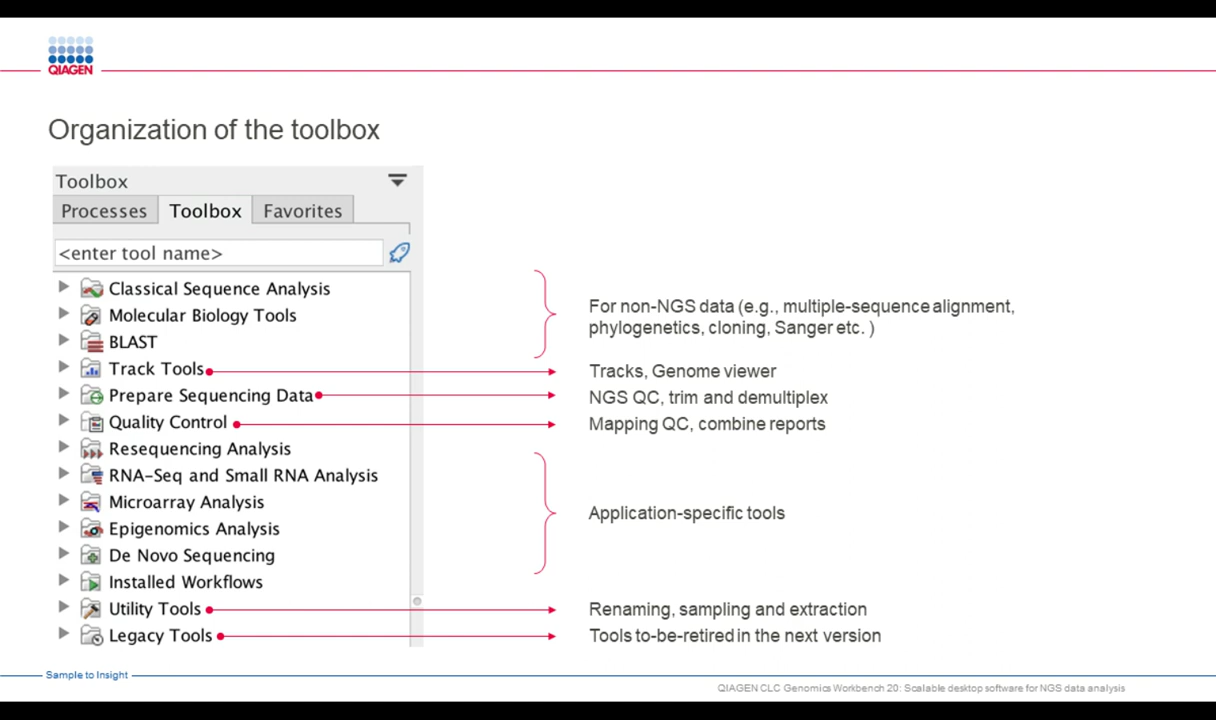 QIAGEN
Organization of the toolbox
Toolbox
Processes Toolbox Favorites
<enter tool name>
Classical Sequence Analysis
Molecular Biology Tools
BLAST
For non-NGS data (e.g., multiple-sequence alignment,
phylogenetics, cloning, Sanger etc. )
Track Tools
Tracks, Genome viewer
Prepare Sequencing Data
NGS QC, trim and demultiplex
Quality Control
Mapping QC, combine reports
Resequencing Analysis
RNA-Seq and Small RNA Analysis
Microarray Analysis
Epigenomics Analysis
De Novo Sequencing
Application-specific tools
Installed Workflows
Utility Tools
Renaming, sampling and extraction
Legacy Tools
Tools to-be-retired in the next version
Sample to Insight
QIAGEN CLC Genomics Workbench 20: Scalable desktop software for NGS data analysis